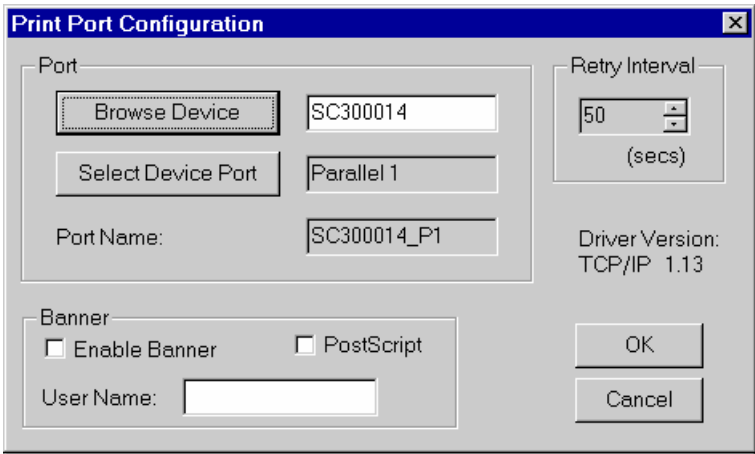 Print Port Configuration
Port
Browse Device
SC300014
Select Device Port
Parallel 1
Port Name:
SC300014_P1
Retry Interval
50
(secs)
Driver Version:
TCP/IP 1.13
Banner
Enable Banner
PostScript
User Name:
OK
Cancel